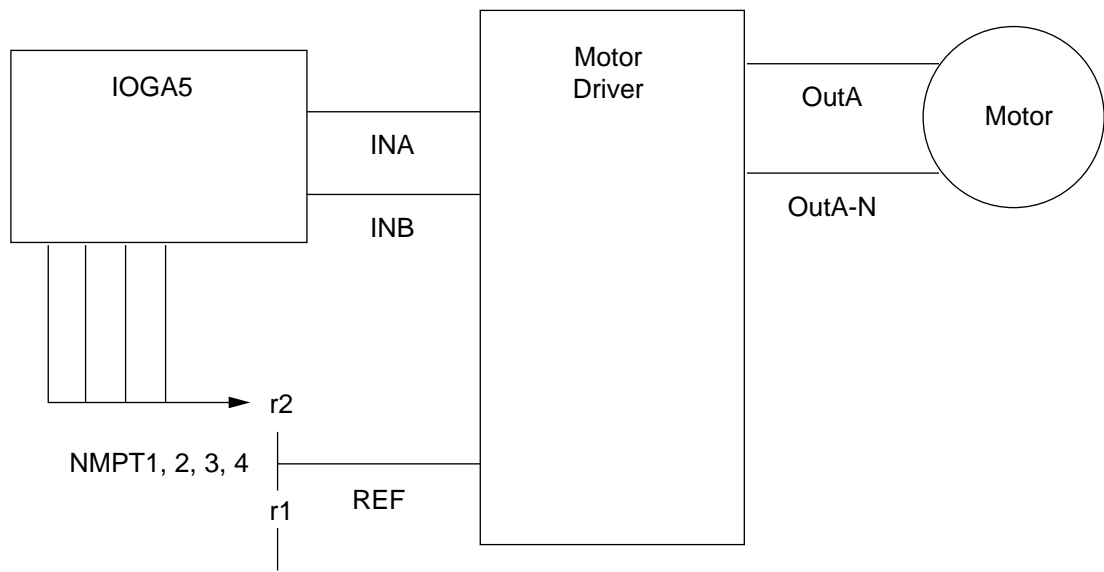 IOGA5
Motor
Driver
INA
INB
OutA
OutA-N
Motor
r2
NMPT1, 2, 3, 4
REF
r1